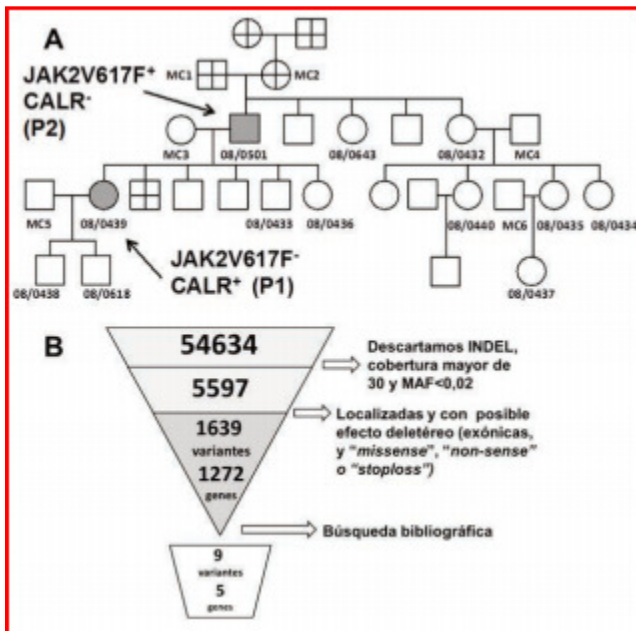 A
JAK2V617F+
CALR-
(P2)
MC1
MC2
MC3
08/0501
08/0643
08/0432
MC4
MC5
08/0439
08/0433
08/0436
08/0440
MC6
08/0435
08/0434
08/0438
08/0618
JAK2V617F-
CALR+ (P1)
08/0437
B
54634
5597
1639
variantes
1272
genes
9
variantes
5
genes
Descartamos INDEL,
cobertura mayor de
30 y MAF<0,02
Localizadas y con posible
efecto deletéreo (exónicas,
y “missense”, “non-sense”
o “stoploss”)
Búsqueda bibliográfica